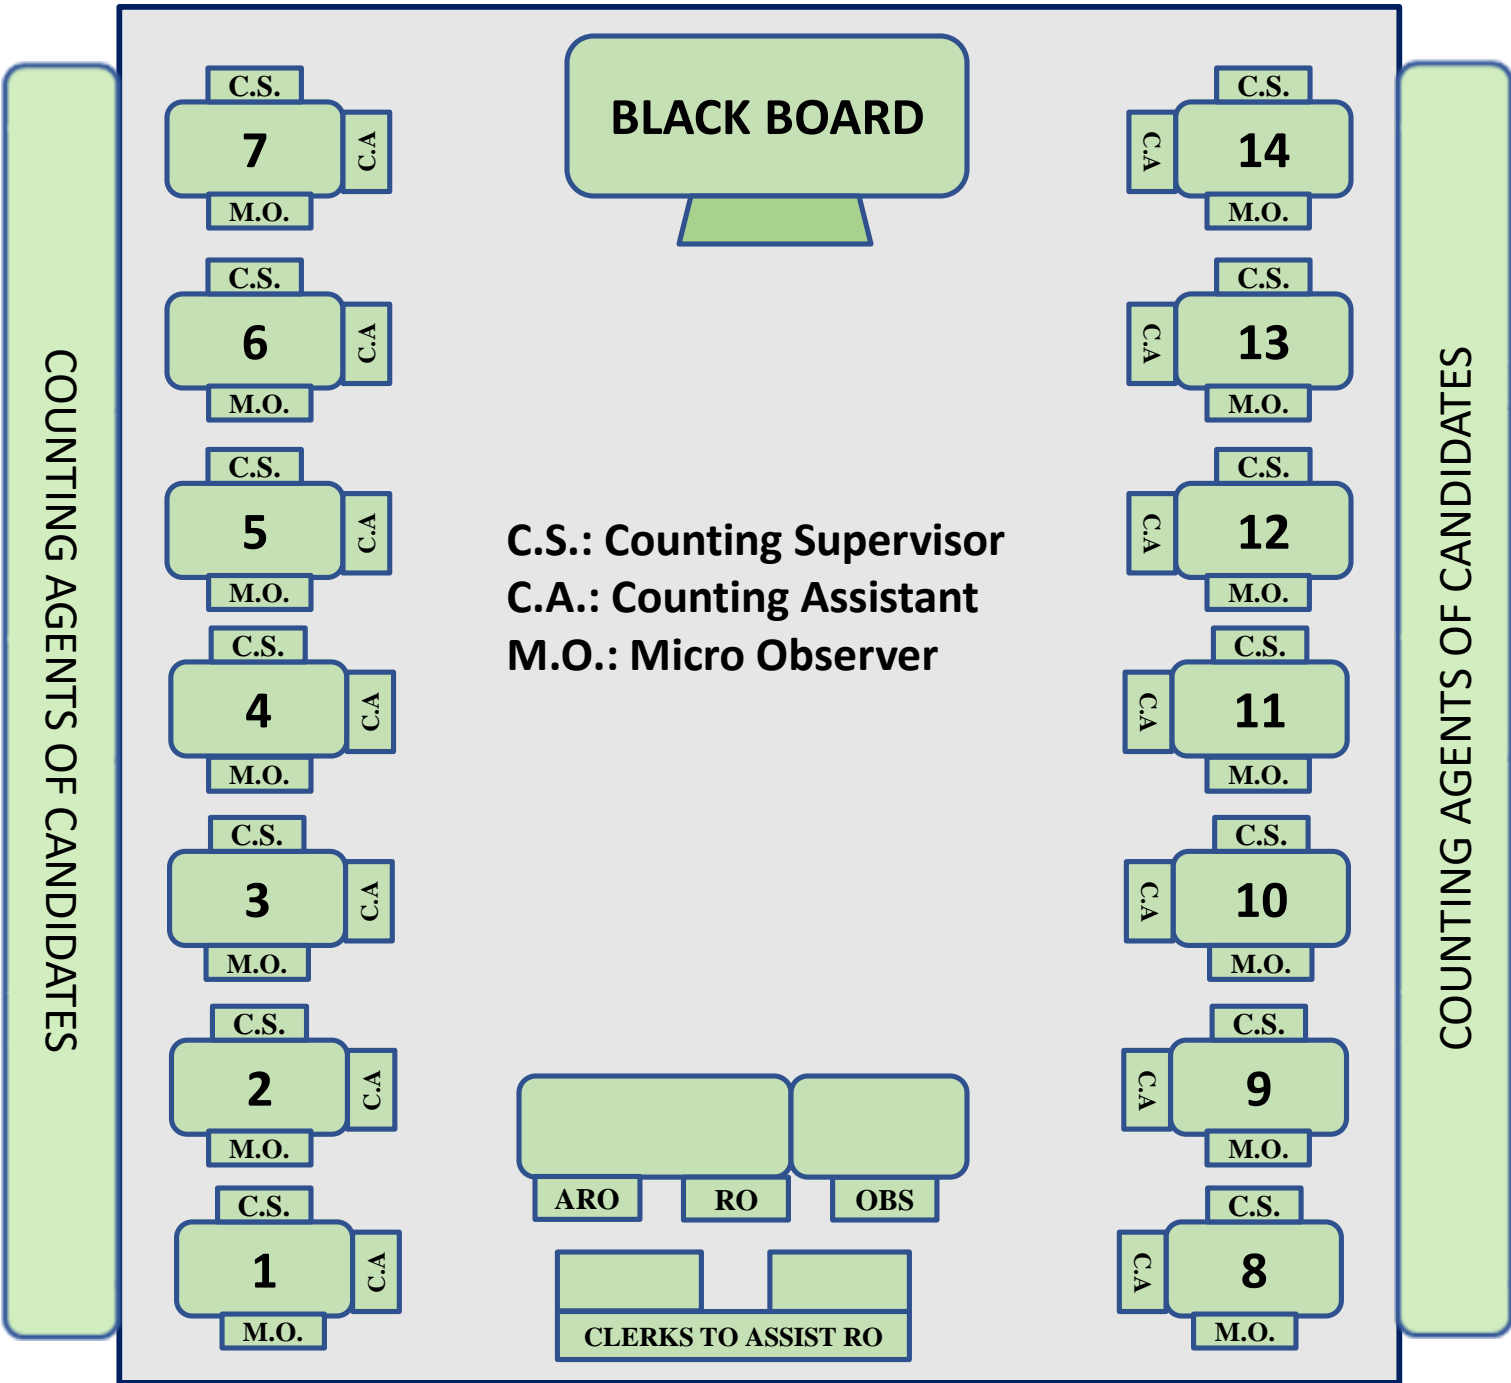 BLACK BOARD
C.S.
7
C.A
M.O.
C.S.
14
C.A
M.O.
C.S.
6
C.A
M.O.
C.S.
13
C.A
M.O.
C.S.
5
C.A
M.O.
C.S.
12
C.A
M.O.
C.S.: Counting Supervisor
C.A.: Counting Assistant
M.O.: Micro Observer
C.S.
4
C.A
M.O.
C.S.
11
C.A
M.O.
C.S.
3
C.A
M.O.
C.S.
10
C.A
M.O.
C.S.
2
C.A
M.O.
C.S.
9
C.A
M.O.
C.S.
1
C.A
M.O.
C.S.
8
C.A
M.O.
ARO
RO
OBS
CLERKS TO ASSIST RO
COUNTING AGENTS OF CANDIDATES
COUNTING AGENTS OF CANDIDATES